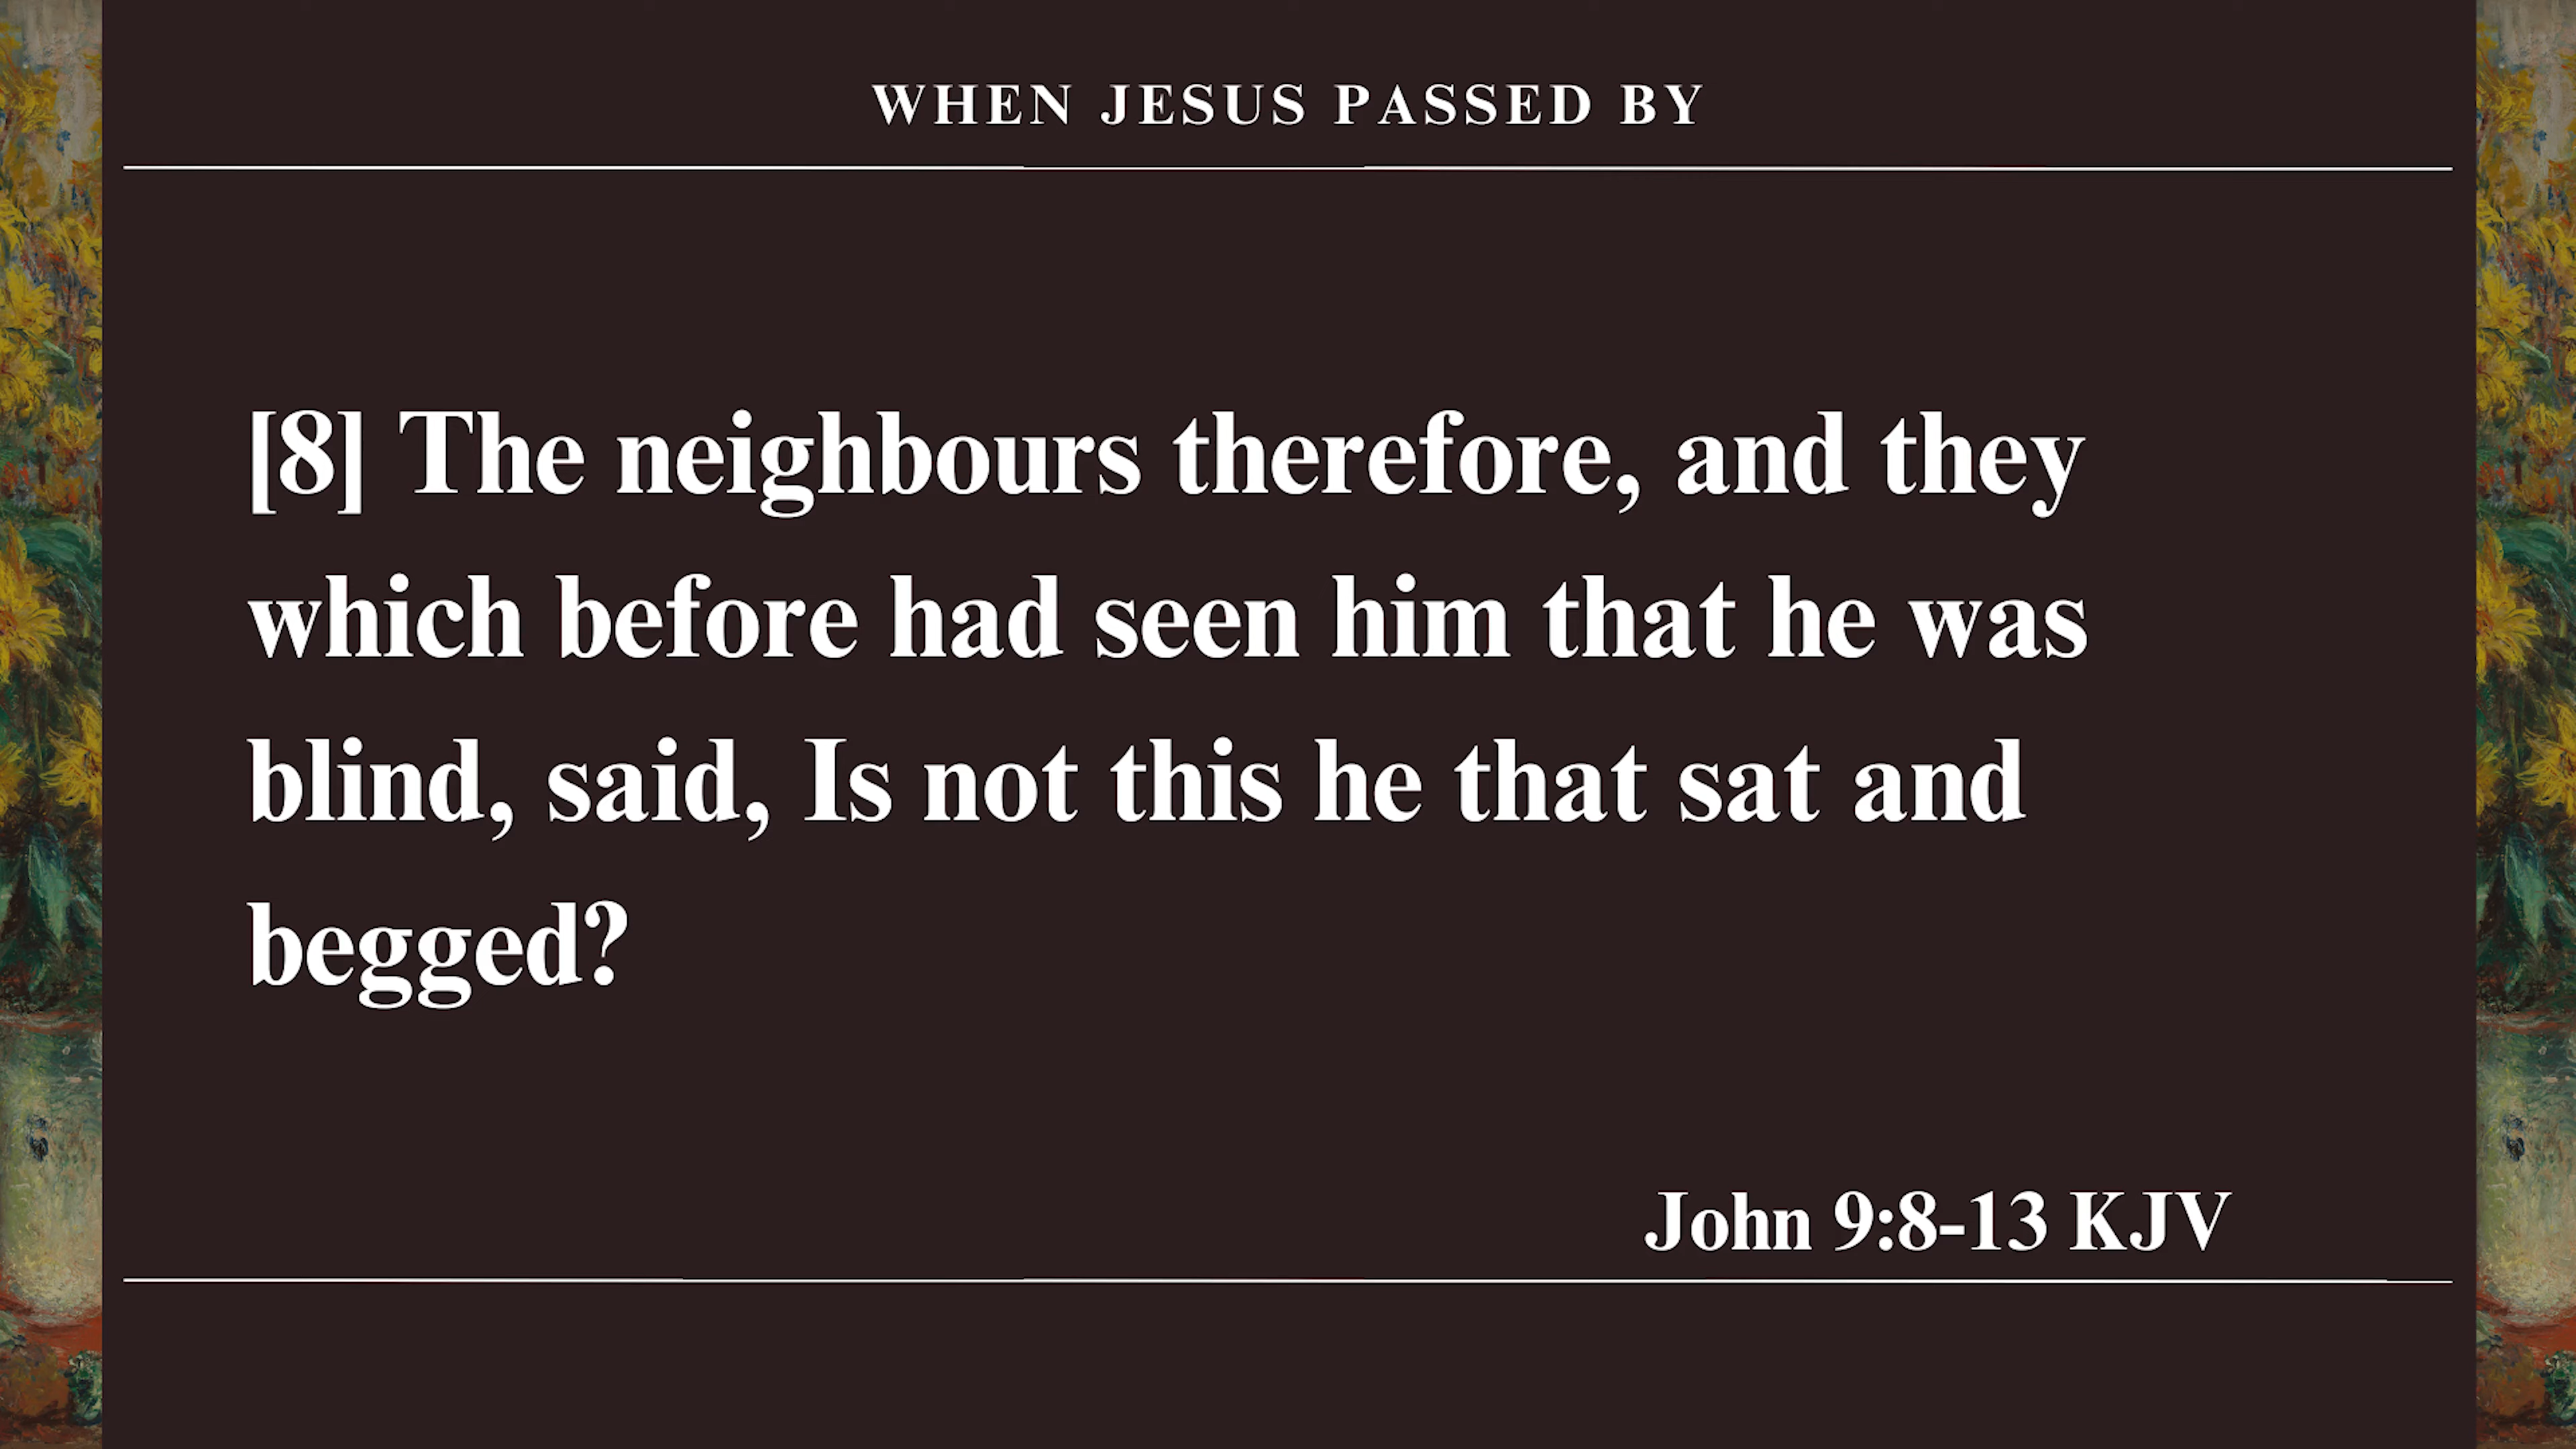 WHEN JESUS PASSED BY
[8] The neighbours therefore, and they
which before had seen him that he was
blind, said, Is not this he that sat and
begged?
John 9:8-13 KJV